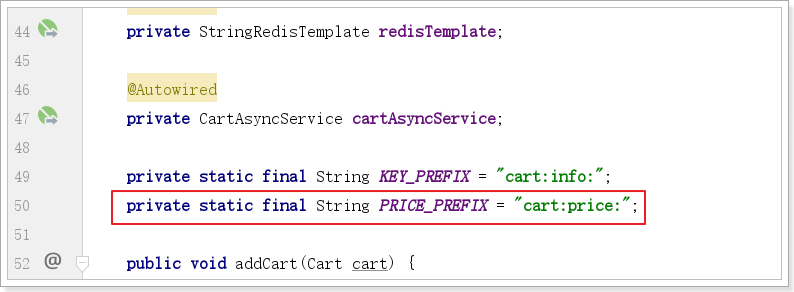 44 private StringRedisTemplate redisTemplate;
45
46 @Autowired
47 private CartAsyncService cartAsyncService;
48
49 private static final String KEY_PREFIX = "cart:info:";
50 private static final String PRICE_PREFIX = "cart:price:";
51
52 @ public void addCart(Cart cart) {